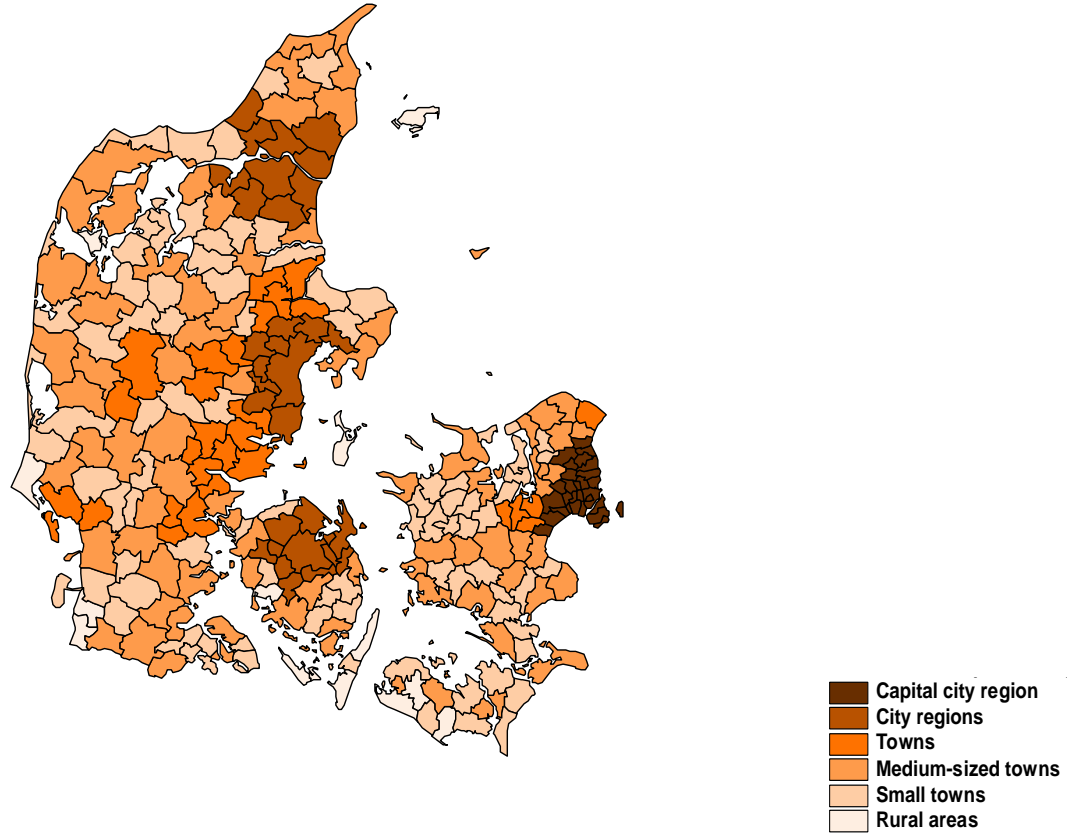 Capital city region
City regions
Towns
Medium-sized towns
Small towns
Rural areas